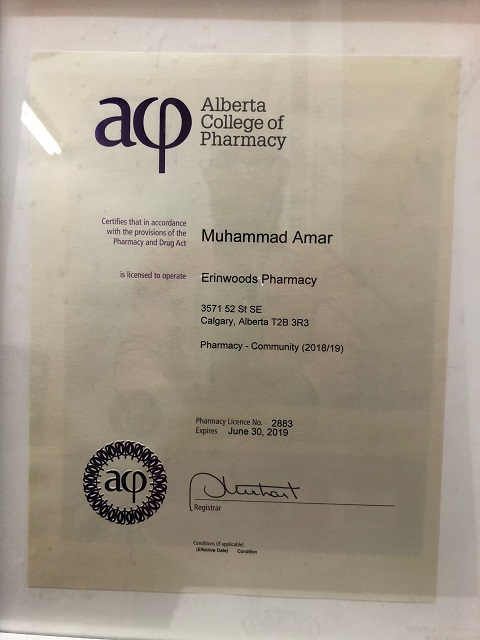 acp
Alberta
College of
Pharmacy
Certifies that in accordance
with the provisions of the
Pharmacy and Drug Act
Muhammad Amar
is licensed to operate
Erinwoods Pharmacy
3571 52 St SE
Calgary, Alberta T2B 3R3
Pharmacy - Community (2018/19)
Pharmacy Licence No. 2883
Expires June 30, 2019
acp
Registrar
Conditions (if applicable)
(Effective Date) Condition